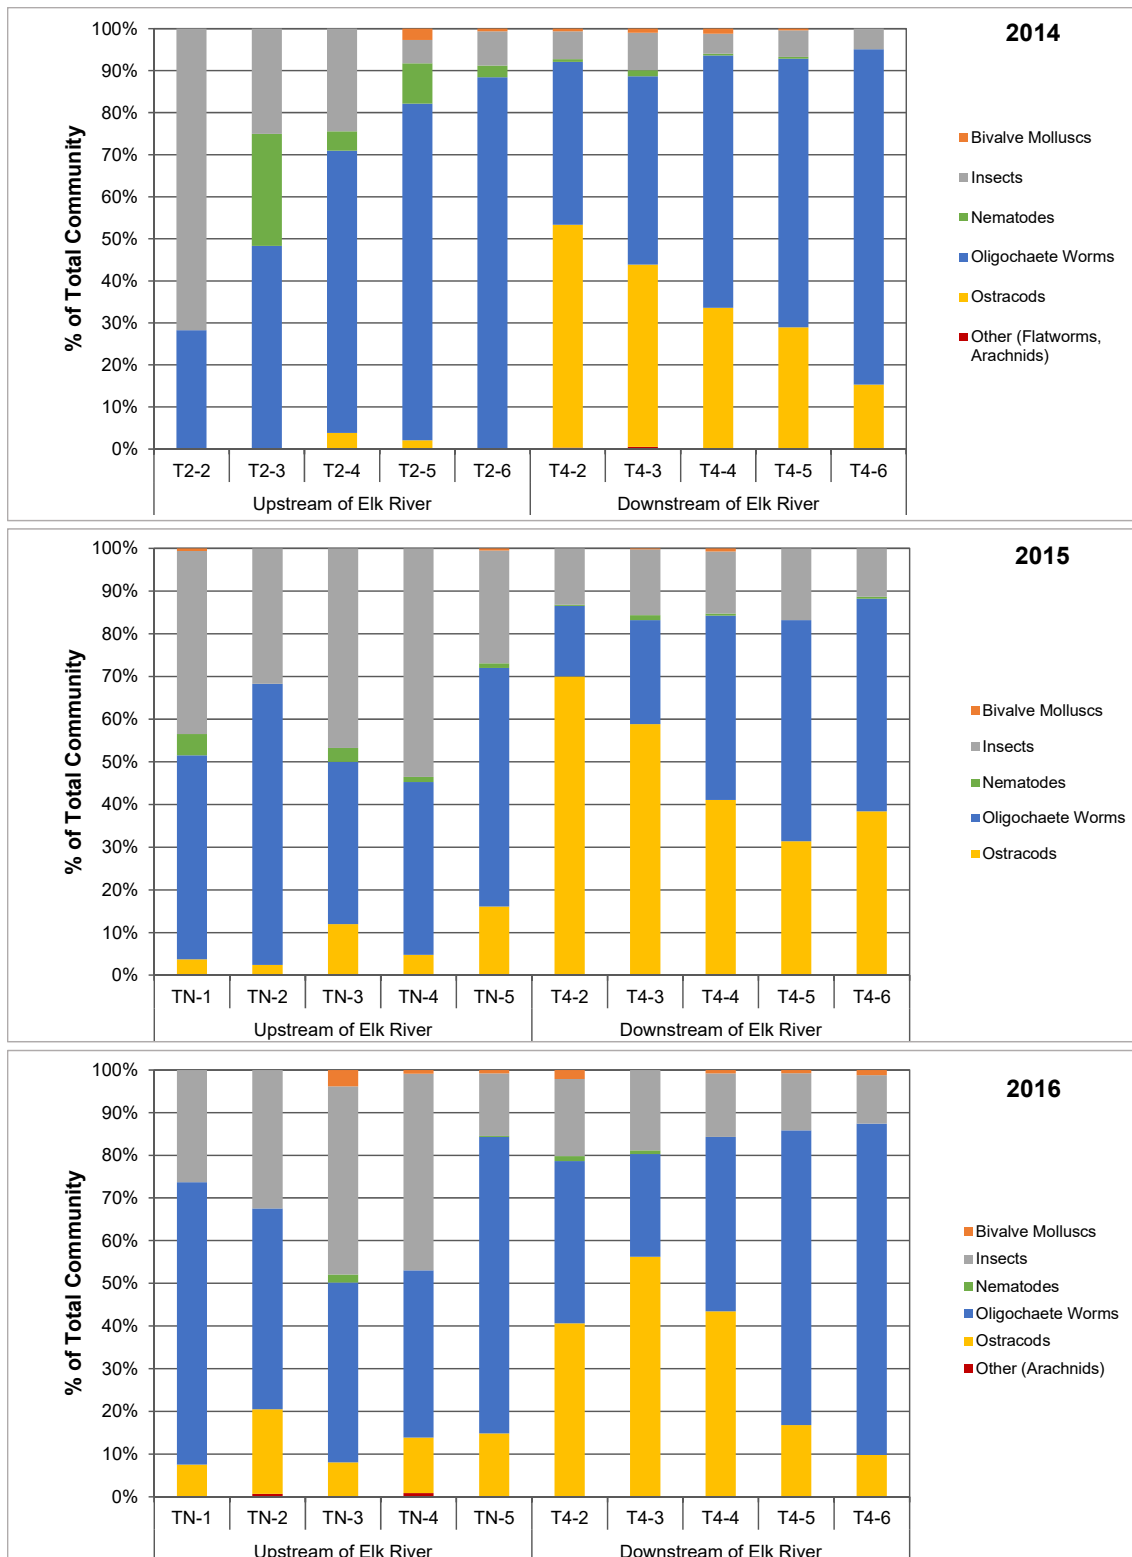 2014
% of Total Community
100%
90%
80%
70%
60%
50%
40%
30%
20%
10%
0%
T2-2 T2-3 T2-4 T2-5 T2-6 T4-2 T4-3 T4-4 T4-5 T4-6
Upstream of Elk River Downstream of Elk River
Bivalve Molluscs
Insects
Nematodes
Oligochaete Worms
Ostracods
Other (Flatworms,
Arachnids)
2015
% of Total Community
100%
90%
80%
70%
60%
50%
40%
30%
20%
10%
0%
TN-1 TN-2 TN-3 TN-4 TN-5 T4-2 T4-3 T4-4 T4-5 T4-6
Upstream of Elk River Downstream of Elk River
Bivalve Molluscs
Insects
Nematodes
Oligochaete Worms
Ostracods
2016
% of Total Community
100%
90%
80%
70%
60%
50%
40%
30%
20%
10%
0%
TN-1 TN-2 TN-3 TN-4 TN-5 T4-2 T4-3 T4-4 T4-5 T4-6
Upstream of Elk River Downstream of Elk River
Bivalve Molluscs
Insects
Nematodes
Oligochaete Worms
Ostracods
Other (Arachnids)